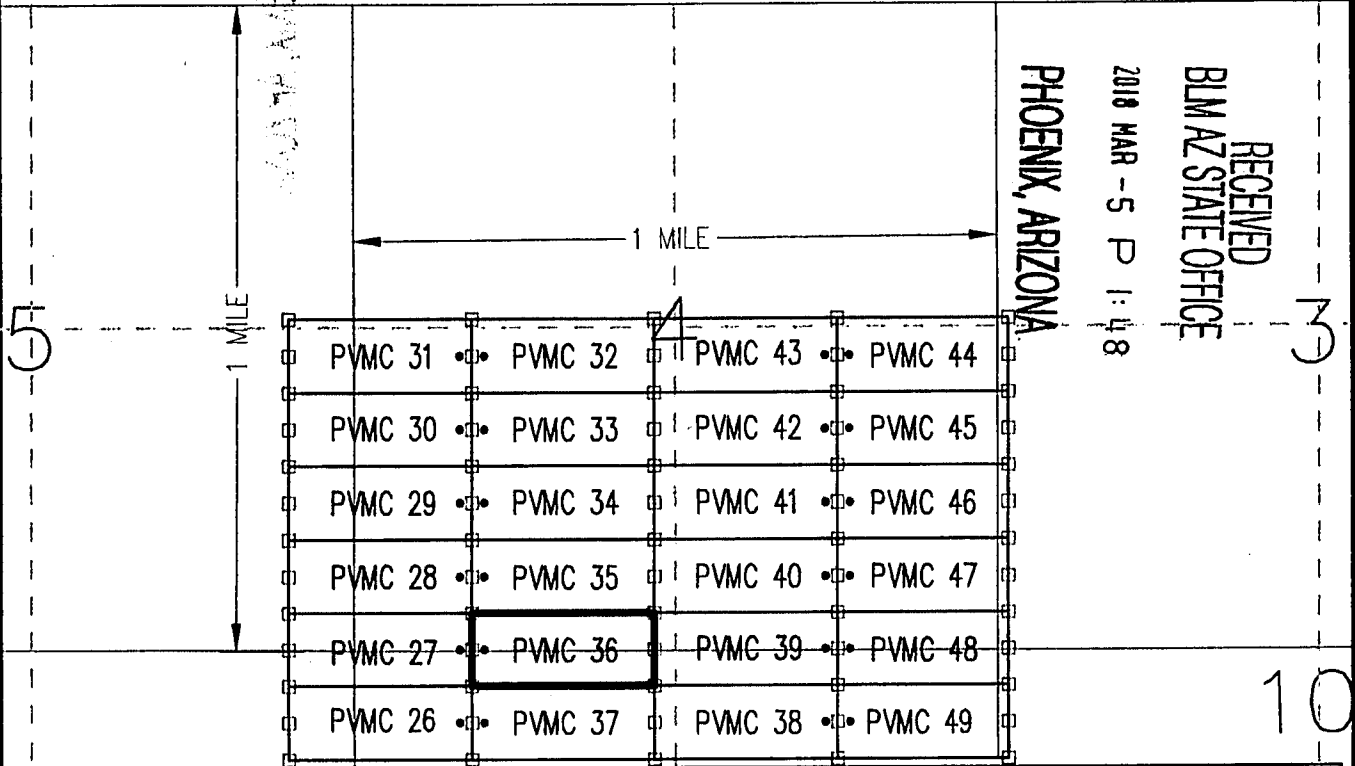 RECEIVED
BLM AZ STATE OFFICE
2018 MAR -5 P 1:48
PHOENIX, ARIZONA
1 MILE
1 MILE
5
4
3
PVMC 31 PVMC 32 PVMC 43 PVMC 44
PVMC 30 PVMC 33 PVMC 42 PVMC 45
PVMC 29 PVMC 34 PVMC 41 PVMC 46
PVMC 28 PVMC 35 PVMC 40 PVMC 47
PVMC 27 PVMC 36 PVMC 39 PVMC 48
10
PVMC 26 PVMC 37 PVMC 38 PVMC 49